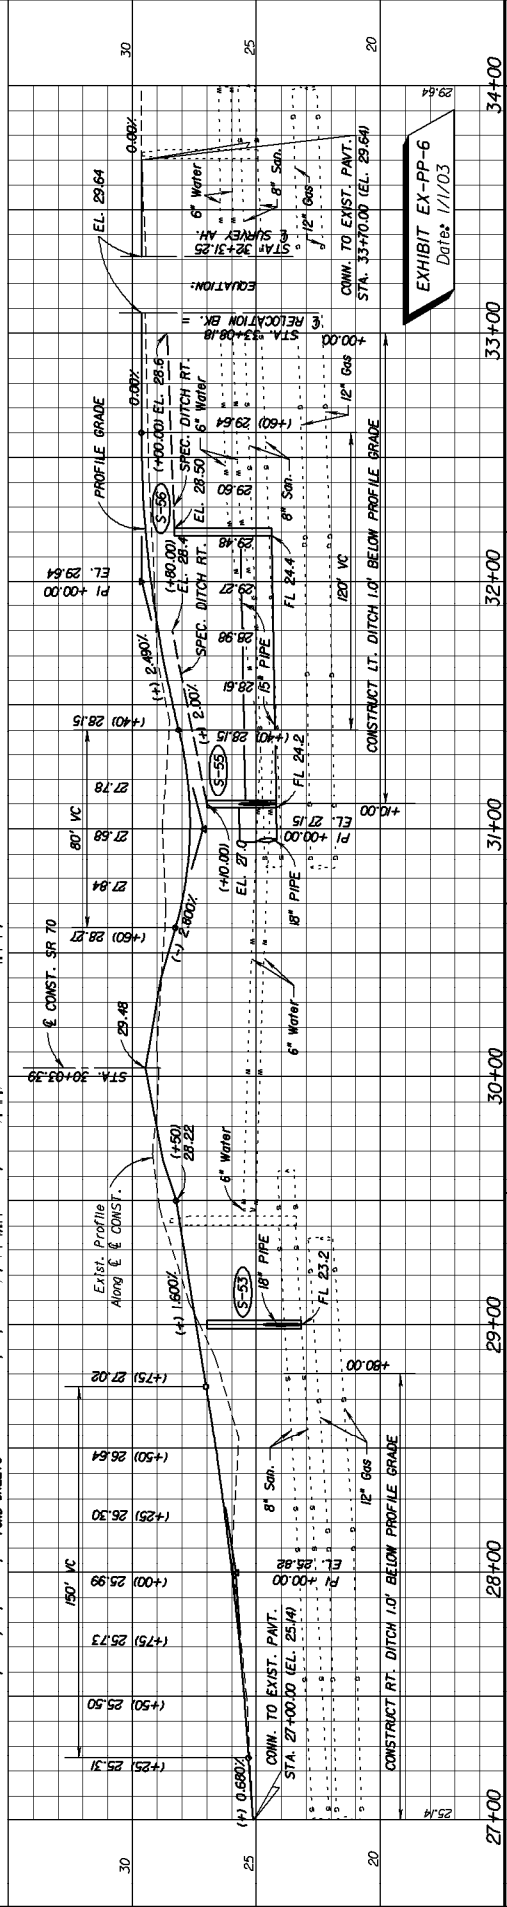 30
25
20
27+00
28+00
29+00
30+00
31+00
32+00
33+00
34+00
30
25
20
25.14
29.64
150' VC
(+25) 25.31
(+50) 25.50
(+75) 25.73
(+00) 25.99
(+25) 26.30
(+50) 26.64
(+75) 27.02
(+) 0.680%
CONN. TO EXIST. PAVT.
STA. 27+00.00 (EL. 25.14)
PI +00.00
EL. 25.82
8" San.
12" Gas
CONSTRUCT RT. DITCH 1.0' BELOW PROFILE GRADE
+80.00
S-53
18" PIPE
FL 23.2
(+) 1.600%
Exist. Profile
Along ℄ CONST.
(+50)
28.22
6" Water
STA. 30+03.39
℄ CONST. SR 70
29.48
6" Water
(-) 2.800%
80' VC
(+60) 28.27
27.84
27.68
27.78
(+40) 28.15
PI +00.00
EL. 27.15
(+10.00)
EL. 27.0
18" PIPE
S-55
FL 24.2
+10.00
(+) 2.00%
(+) 2.490%
15" PIPE
120' VC
(+40) 28.15
28.61
28.98
29.27
29.48
29.60
(+60) 29.64
PI +00.00
EL. 29.64
SPEC. DITCH RT.
(+80.00)
EL. 28.4
S-56
FL 24.4
EL. 28.50
SPEC. DITCH RT.
(+00.00) EL. 28.6
PROFILE GRADE
0.00%
6" Water
8" San.
12" Gas
CONSTRUCT LT. DITCH 1.0' BELOW PROFILE GRADE
+00.00
STA. 33+08.18
℄ RELOCATION BK. =
EQUATION:
STA. 32+31.25
℄ SURVEY AH.
EL. 29.64
0.00%
6" Water
8" San.
12" Gas
CONN. TO EXIST. PAVT.
STA. 33+70.00 (EL. 29.64)
EXHIBIT EX-PP-6
Date: 1/1/03